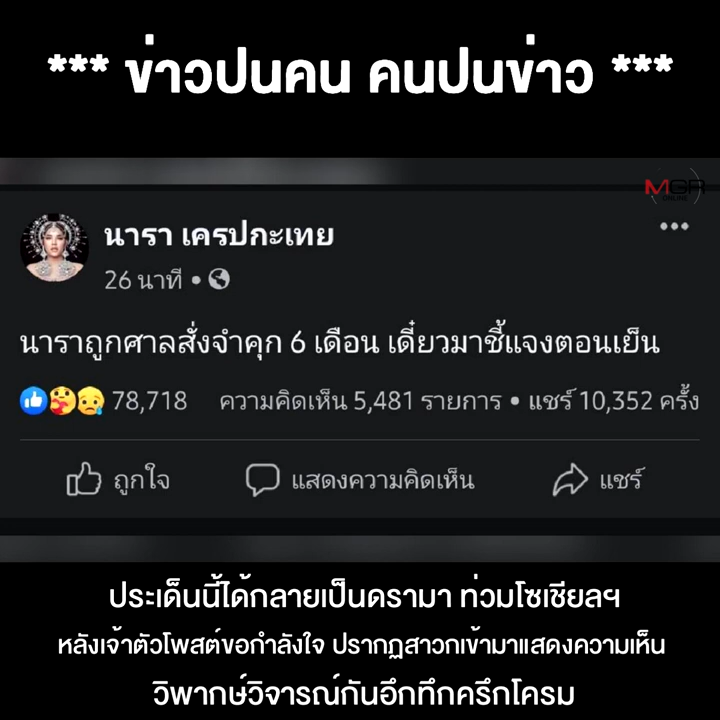 *** ข่าวปนคน คนปนข่าว ***
MGR
ONLINE
นารา เครปกะเทย
26 นาที •
นาราถูกศาลสั่งจำคุก 6 เดือน เดี๋ยวมาชี้แจงตอนเย็น
78,718 ความคิดเห็น 5,481 รายการ • แชร์ 10,352 ครั้ง
ถูกใจ แสดงความคิดเห็น แชร์
ประเด็นนี้ได้กลายเป็นดรามา ท่วมโซเชียลฯ
หลังเจ้าตัวโพสต์ขอกำลังใจ ปรากฏสาวกเข้ามาแสดงความเห็น
วิพากษ์วิจารณ์กันอึกทึกครึกโครม